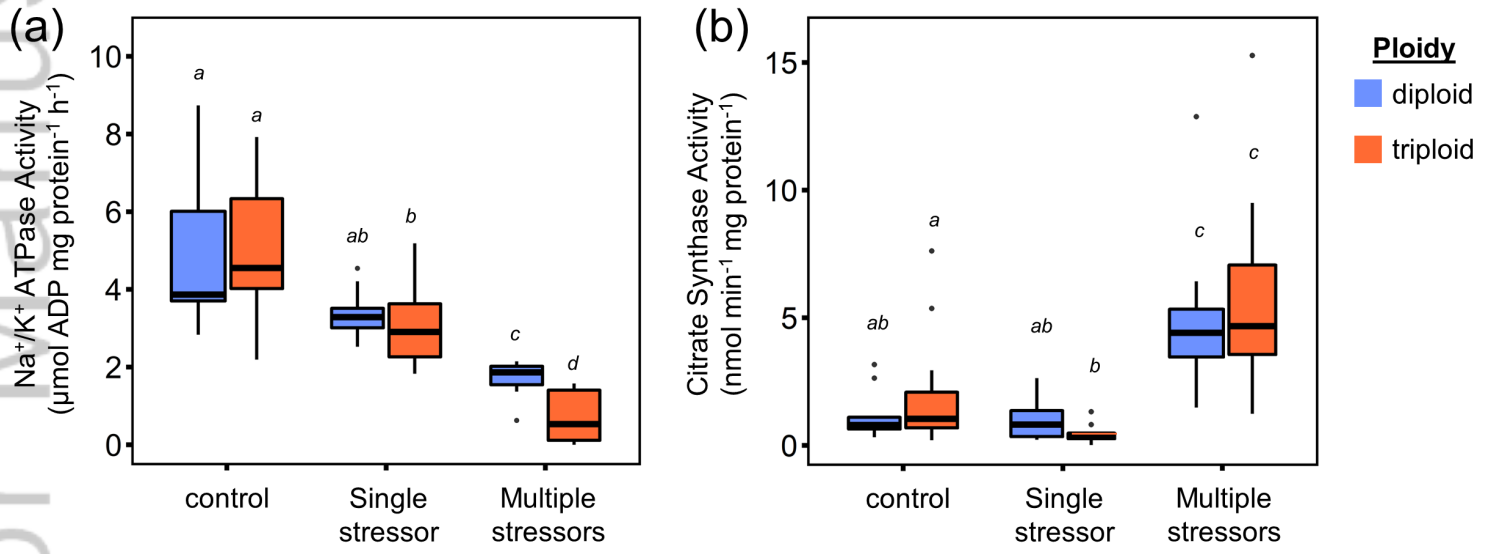 (a)
Na⁺/K⁺ ATPase Activity
(μmol ADP mg protein⁻¹ h⁻¹)
10
8
6
4
2
0
a
a
ab
b
c
d
control
Single
stressor
Multiple
stressors
(b)
Citrate Synthase Activity
(nmol min⁻¹ mg protein⁻¹)
15
10
5
0
ab
a
ab
b
c
c
control
Single
stressor
Multiple
stressors
Ploidy
diploid
triploid